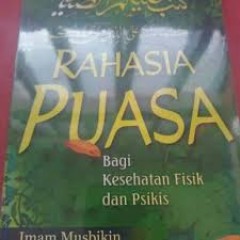 RAHASIA
PUASA
Bagi
Kesehatan Fisik
dan Psikis
Imam Musbikin